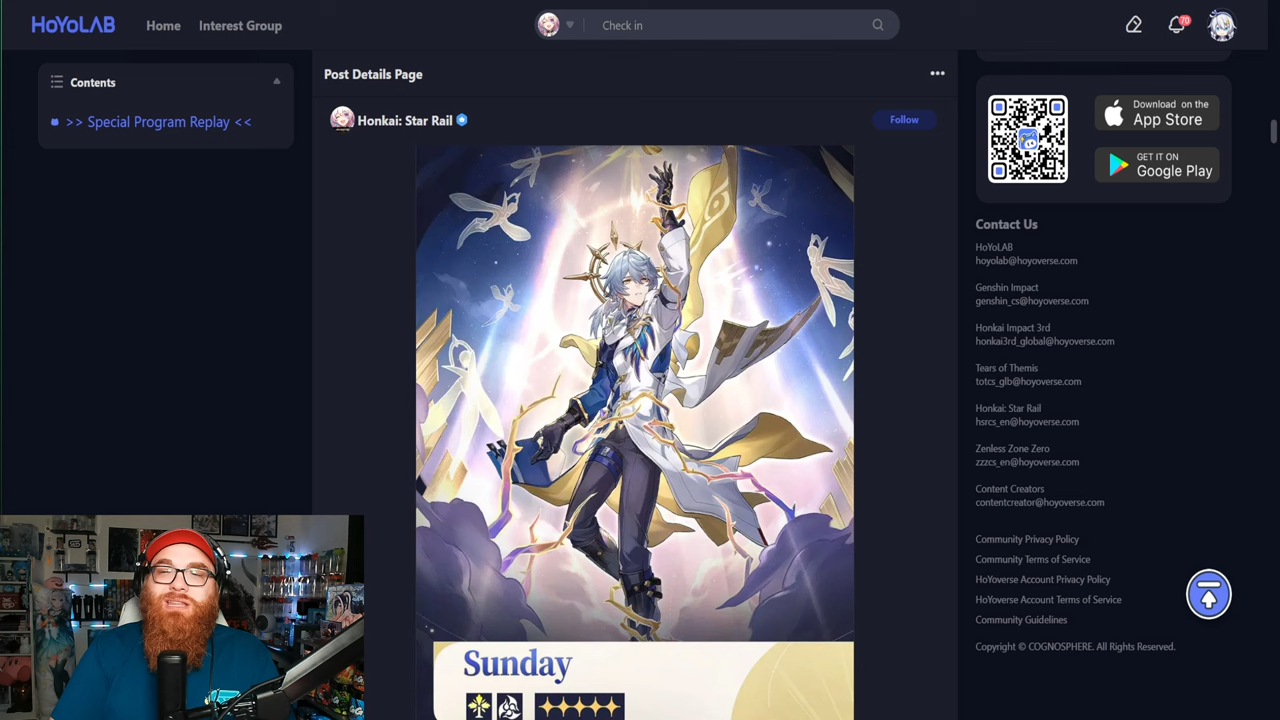 HoYoLAB
Home
Interest Group
Check in
70
Contents
>> Special Program Replay <<
Post Details Page
Honkai: Star Rail
Follow
Sunday
Download on the
App Store
GET IT ON
Google Play
Contact Us
HoYoLAB
hoyolab@hoyoverse.com
Genshin Impact
genshin_cs@hoyoverse.com
Honkai Impact 3rd
honkai3rd_global@hoyoverse.com
Tears of Themis
totcs_glb@hoyoverse.com
Honkai: Star Rail
hsrcs_en@hoyoverse.com
Zenless Zone Zero
zzzcs_en@hoyoverse.com
Content Creators
contentcreator@hoyoverse.com
Community Privacy Policy
Community Terms of Service
HoYoverse Account Privacy Policy
HoYoverse Account Terms of Service
Community Guidelines
Copyright © COGNOSPHERE. All Rights Reserved.